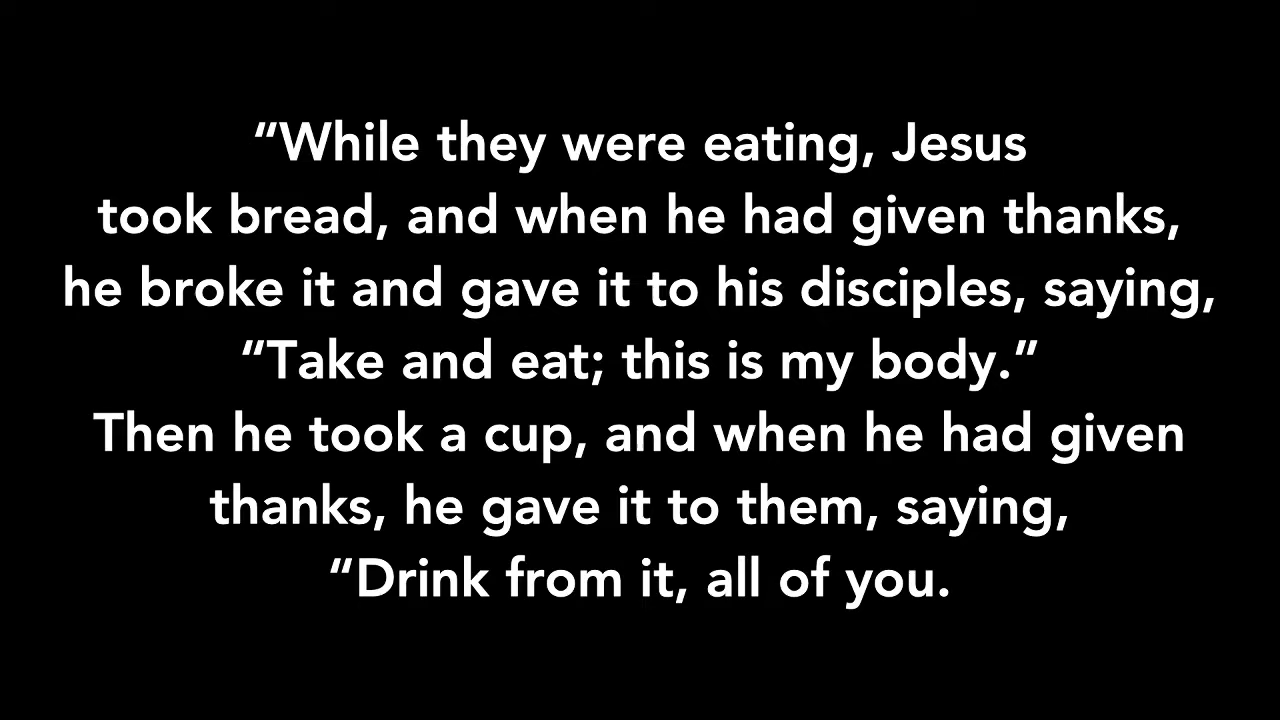 “While they were eating, Jesus
took bread, and when he had given thanks,
he broke it and gave it to his disciples, saying,
“Take and eat; this is my body.”
Then he took a cup, and when he had given
thanks, he gave it to them, saying,
“Drink from it, all of you.